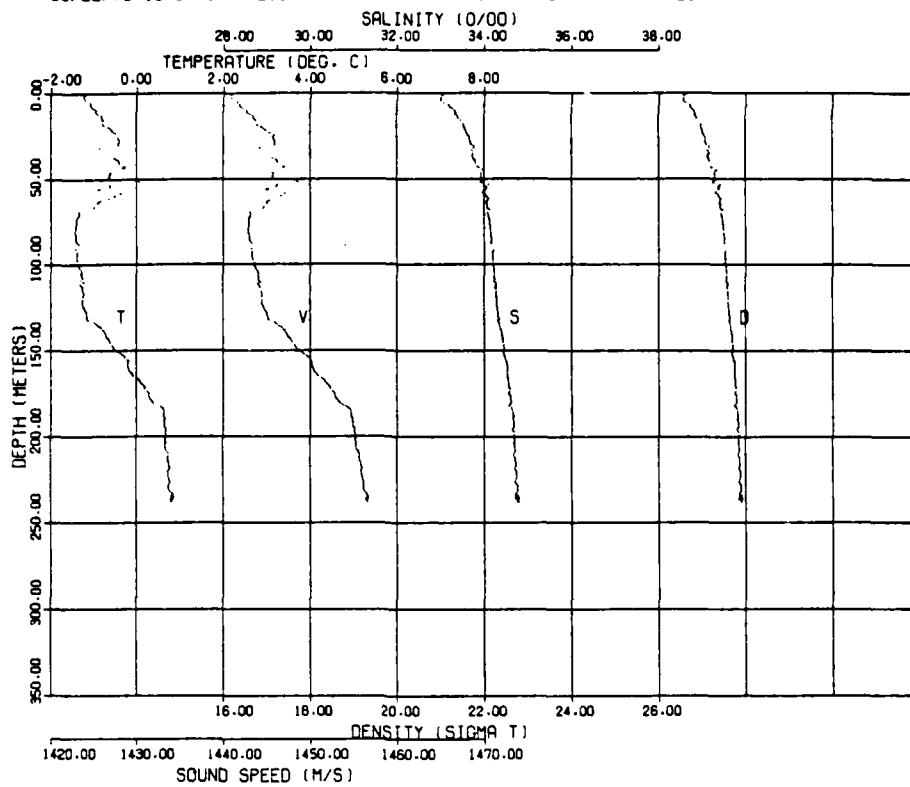 SALINITY (0/00)
28.00 30.00 32.00 34.00 36.00 38.00
TEMPERATURE (DEG. C)
-2.00 0.00 2.00 4.00 6.00 8.00
0.00
50.00
100.00
T V S D
150.00
DEPTH (METERS)
200.00
250.00
300.00
350.00
16.00 18.00 20.00 22.00 24.00 26.00
DENSITY (SIGMA T)
1420.00 1430.00 1440.00 1450.00 1460.00 1470.00
SOUND SPEED (M/S)